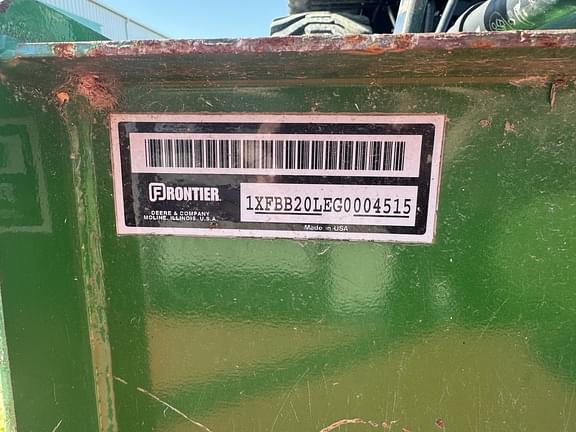 FRONTIER
DEERE & COMPANY
MOLINE, ILLINOIS, U.S.A.
1XFBB20LEG0004515
Made in USA